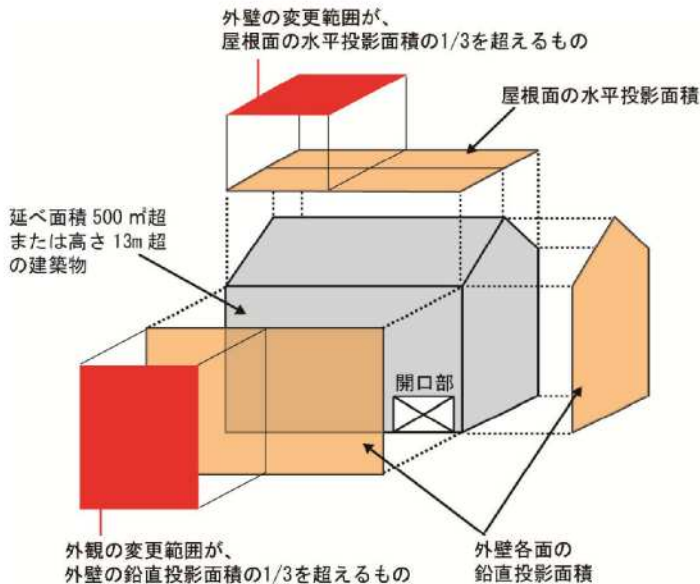 外壁の変更範囲が、
屋根面の水平投影面積の1/3を超えるもの
屋根面の水平投影面積
延べ面積 500 ㎡超
または高さ 13m 超
の建築物
開口部
外観の変更範囲が、
外壁の鉛直投影面積の1/3を超えるもの
外壁各面の
鉛直投影面積